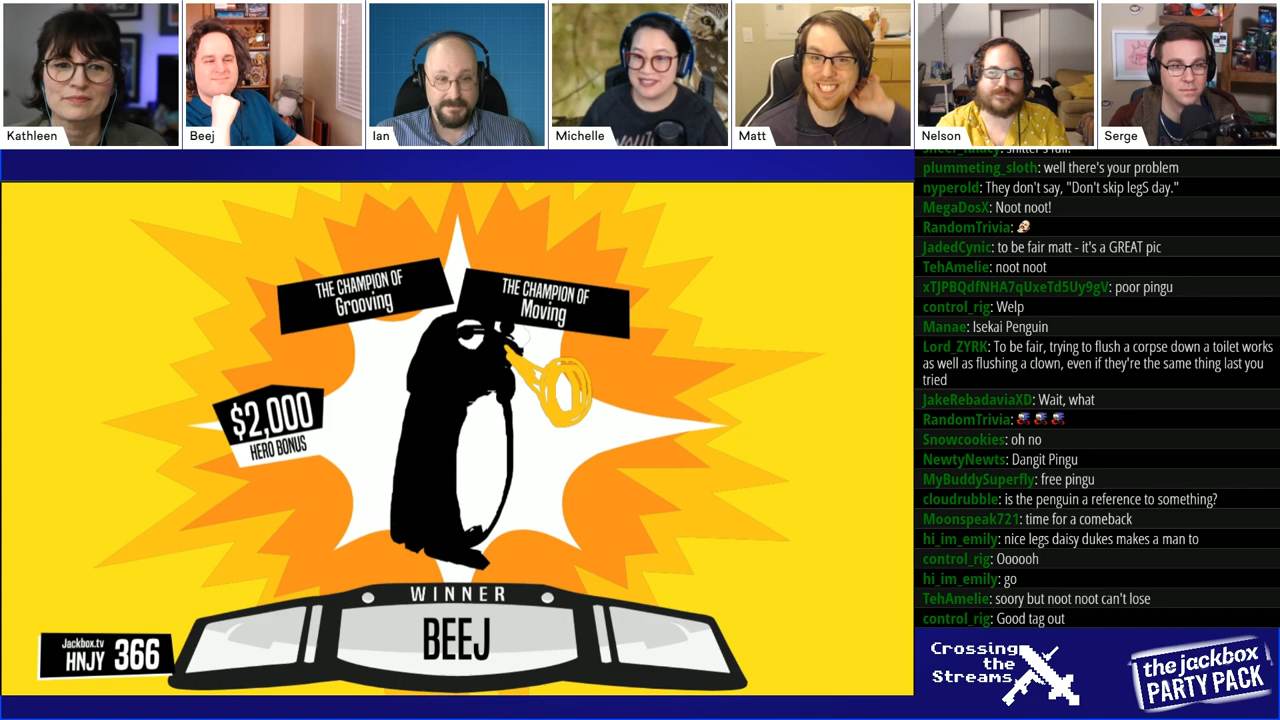 Kathleen
Beej
Ian
Michelle
Matt
Nelson
Serge
THE CHAMPION OF
Grooving
THE CHAMPION OF
Moving
$2,000
HERO BONUS
WINNER
BEEJ
Jackbox.tv
HNJY 366
plummeting_sloth: well there's your problem
nyperold: They don't say, "Don't skip legS day."
MegaDosX: Noot noot!
RandomTrivia:
JadedCynic: to be fair matt - it's a GREAT pic
TehAmelie: noot noot
xTJPBQdfNHA7qUxeTd5Uy9gV: poor pingu
control_rig: Welp
Manae: Isekai Penguin
Lord_ZYRK: To be fair, trying to flush a corpse down a toilet works
as well as flushing a clown, even if they're the same thing last you
tried
JakeRebadaviaXD: Wait, what
RandomTrivia:
Snowcookies: oh no
NewtyNewts: Dangit Pingu
MyBuddySuperfly: free pingu
cloudrubble: is the penguin a reference to something?
Moonspeak721: time for a comeback
hi_im_emily: nice legs daisy dukes makes a man to
control_rig: Oooooh
hi_im_emily: go
TehAmelie: soory but noot noot can't lose
control_rig: Good tag out
Crossing
the
Streams
the jackbox
PARTY PACK